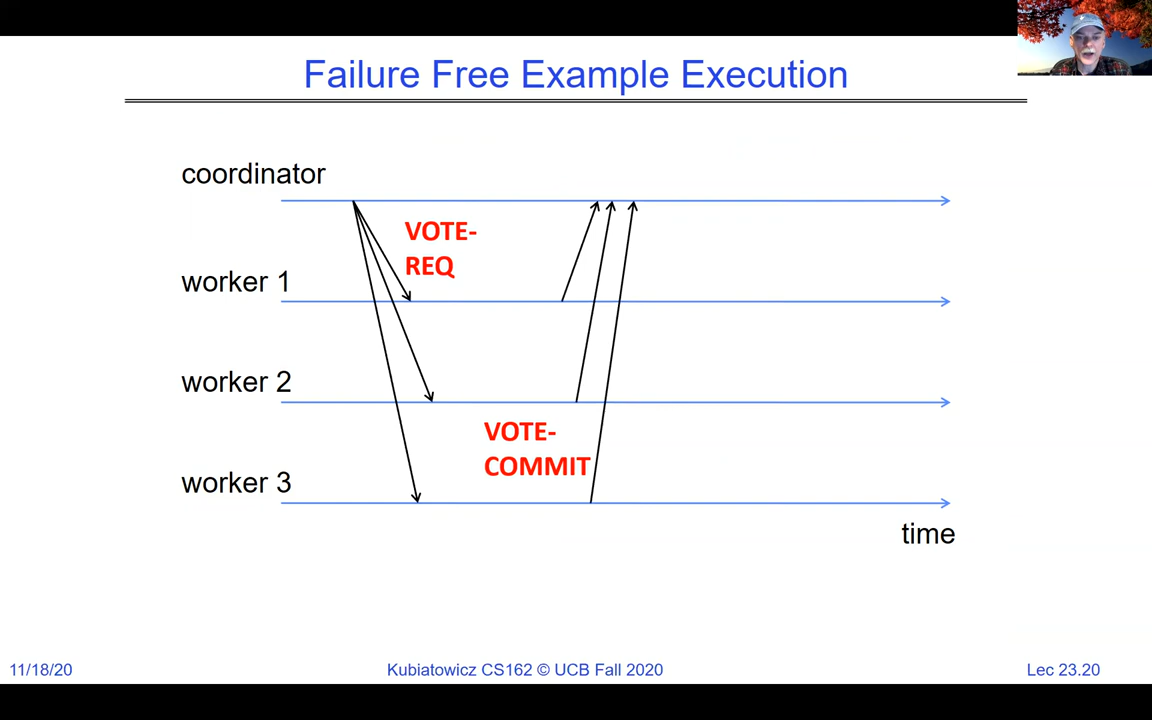 Failure Free Example Execution
coordinator
VOTE-
REQ
worker 1
worker 2
VOTE-
COMMIT
worker 3
time
11/18/20
Kubiatowicz CS162 © UCB Fall 2020
Lec 23.20